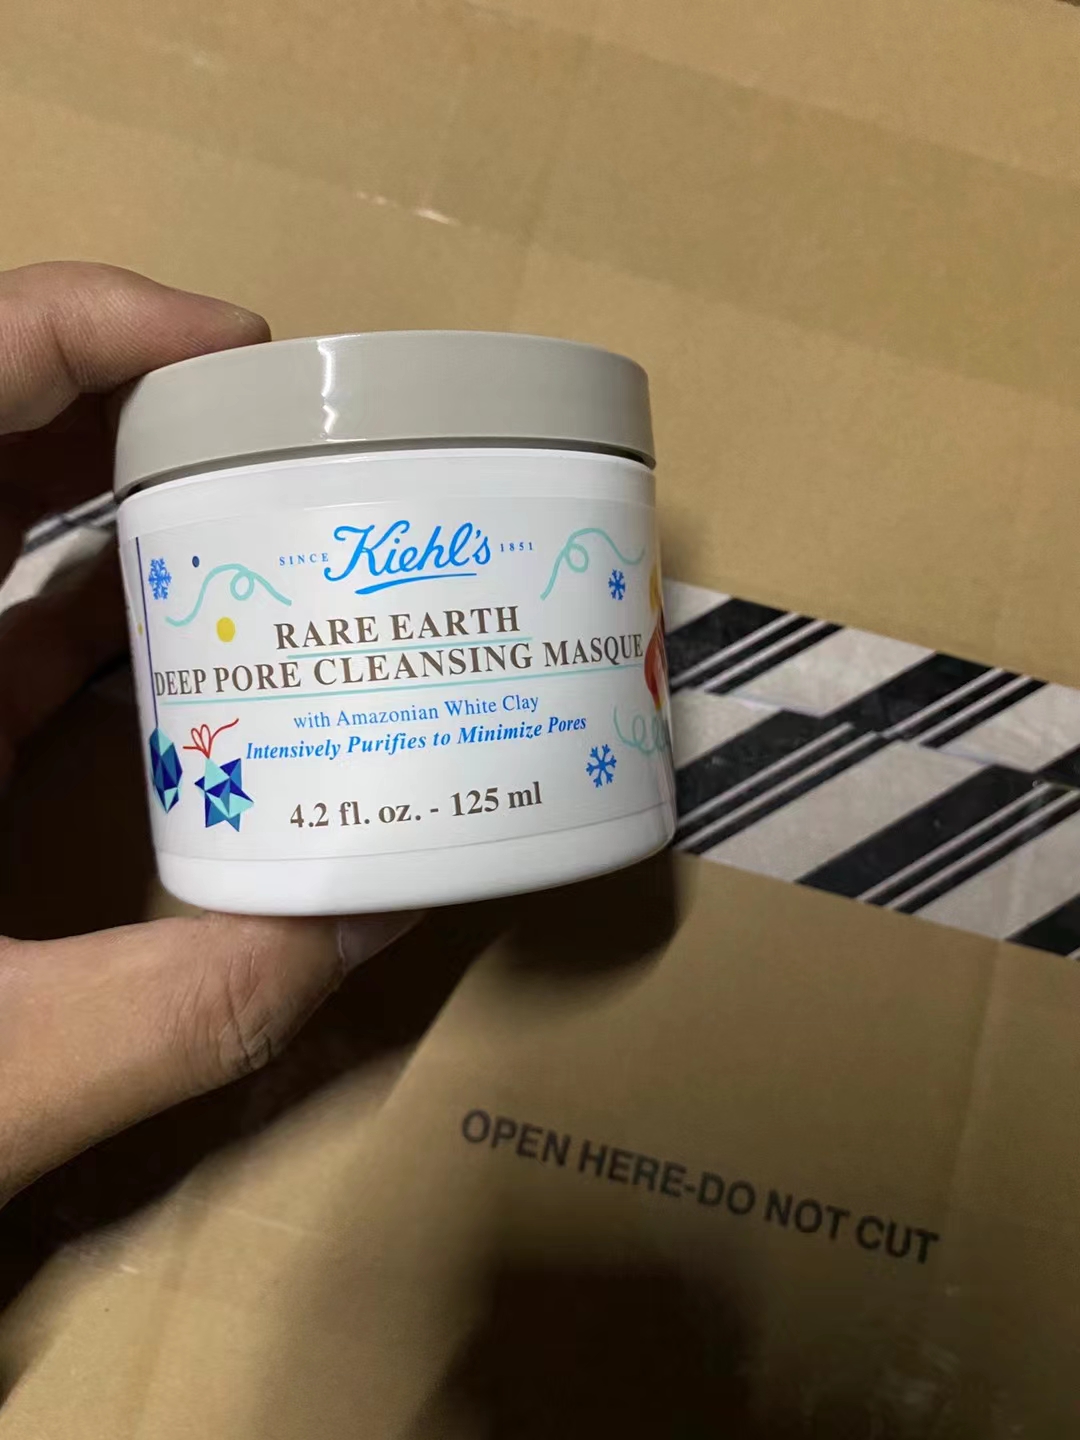 SINCE Kiehl's 1851
RARE EARTH
DEEP PORE CLEANSING MASQUE
with Amazonian White Clay
Intensively Purifies to Minimize Pores
4.2 fl. oz. - 125 ml
OPEN HERE-DO NOT CUT